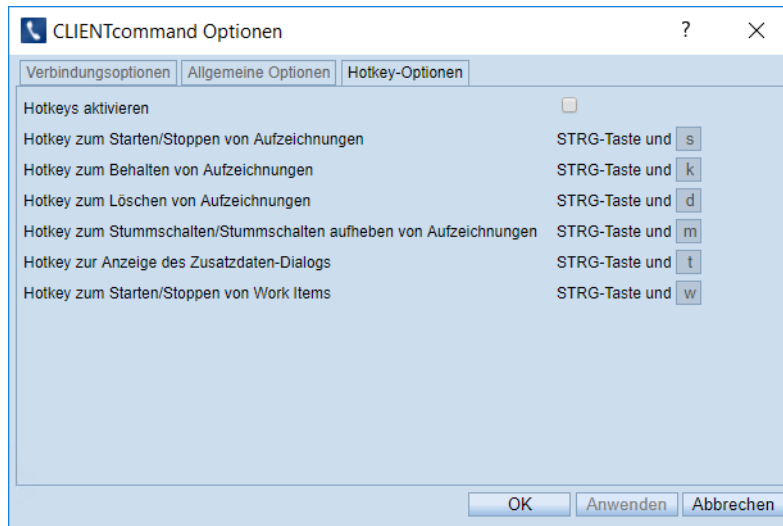 CLIENTcommand Optionen ?
Verbindungsoptionen Allgemeine Optionen Hotkey-Optionen
Hotkeys aktivieren
Hotkey zum Starten/Stoppen von Aufzeichnungen STRG-Taste und s
Hotkey zum Behalten von Aufzeichnungen STRG-Taste und k
Hotkey zum Löschen von Aufzeichnungen STRG-Taste und d
Hotkey zum Stummschalten/Stummschalten aufheben von Aufzeichnungen STRG-Taste und m
Hotkey zur Anzeige des Zusatzdaten-Dialogs STRG-Taste und t
Hotkey zum Starten/Stoppen von Work Items STRG-Taste und w
OK Anwenden Abbrechen